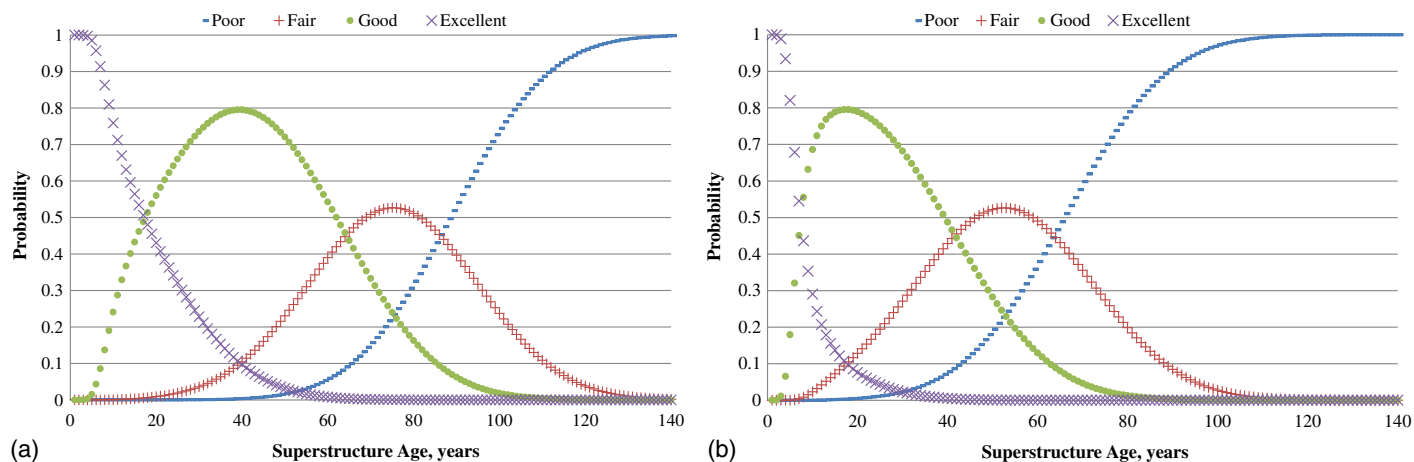 Poor Fair Good Excellent
1
0.9
0.8
0.7
0.6
0.5
0.4
0.3
0.2
0.1
0
Probability
0 20 40 60 80 100 120 140
Superstructure Age, years
(a)
Poor Fair Good Excellent
1
0.9
0.8
0.7
0.6
0.5
0.4
0.3
0.2
0.1
0
Probability
0 20 40 60 80 100 120 140
Superstructure Age, years
(b)